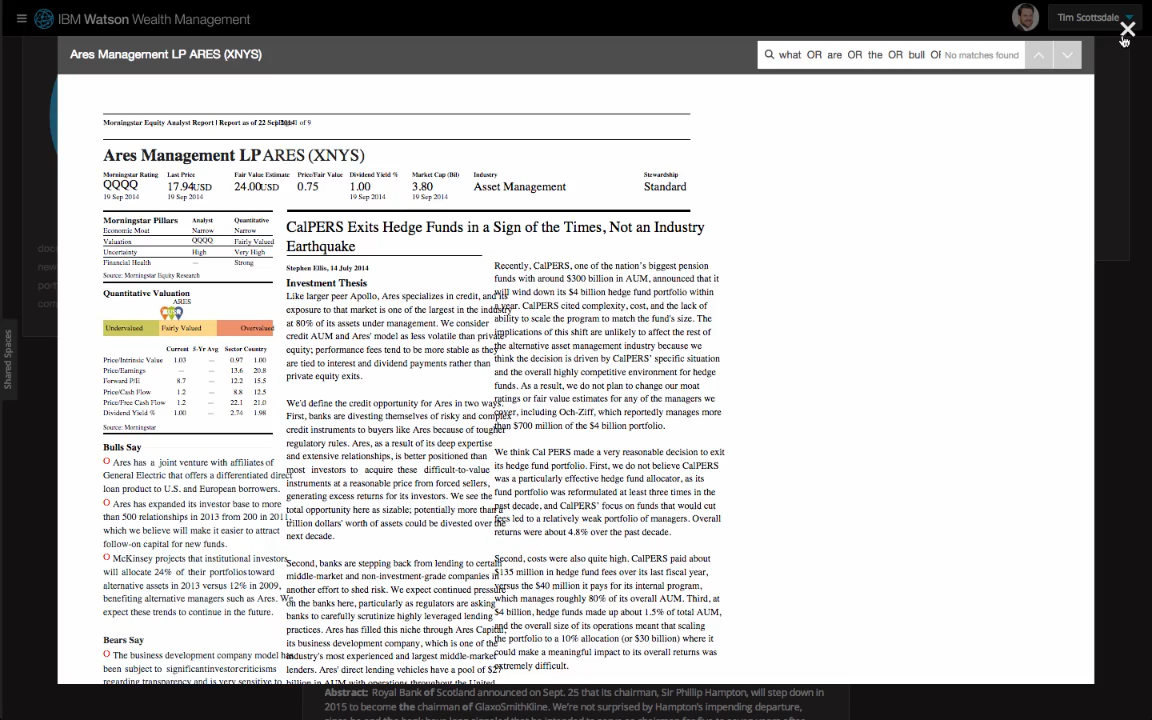 IBM Watson Wealth Management
Tim Scottsdale
Ares Management LP ARES (XNYS)
what OR are OR the OR bull OR
No matches found
Shared Spaces
Morningstar Equity Analyst Report | Report as of 22 Sep 2014
1 of 9
Ares Management LP ARES (XNYS)
Morningstar Rating Last Price Fair Value Estimate Price/Fair Value Dividend Yield % Market Cap (Bil) Industry Stewardship
QQQQ 17.94 USD 24.00 USD 0.75 1.00 3.80 Asset Management Standard
19 Sep 2014 19 Sep 2014 19 Sep 2014 19 Sep 2014
Morningstar Pillars Analyst Quantitative
Economic Moat Narrow Narrow
Valuation QQQQ Fairly Valued
Uncertainty High Very High
Financial Health — Strong
Source: Morningstar Equity Research
Quantitative Valuation
ARES
Undervalued Fairly Valued Overvalued
Current 5-Yr Avg Sector Country
Price/Intrinsic Value 1.03 — 0.97 1.00
Price/Earnings — — 13.6 20.8
Forward P/E 8.7 — 12.2 15.5
Price/Cash Flow 1.2 — 8.8 12.5
Price/Free Cash Flow 1.2 — 22.1 21.0
Dividend Yield % 1.00 — 2.74 1.98
Source: Morningstar
Bulls Say
O Ares has a joint venture with affiliates of
General Electric that offers a differentiated direct
loan product to U.S. and European borrowers.
O Ares has expanded its investor base to more
than 500 relationships in 2013 from 200 in 2011,
which we believe will make it easier to attract
follow-on capital for new funds.
O McKinsey projects that institutional investors
will allocate 24% of their portfolios toward
alternative assets in 2013 versus 12% in 2009,
benefiting alternative managers such as Ares. We
expect these trends to continue in the future.
Bears Say
O The business development company model has
been subject to significant investor criticisms
regarding transparency and is very sensitive to
CalPERS Exits Hedge Funds in a Sign of the Times, Not an Industry
Earthquake
Stephen Ellis, 14 July 2014
Investment Thesis
Like larger peer Apollo, Ares specializes in credit, and its
exposure to that market is one of the largest in the industry
at 80% of its assets under management. We consider
credit AUM and Ares' model as less volatile than private
equity; performance fees tend to be more stable as they
are tied to interest and dividend payments rather than
private equity exits.
We'd define the credit opportunity for Ares in two ways.
First, banks are divesting themselves of risky and complex
credit instruments to buyers like Ares because of tougher
regulatory rules. Ares, as a result of its deep expertise
and extensive relationships, is better positioned than
most investors to acquire these difficult-to-value
instruments at a reasonable price from forced sellers,
generating excess returns for its investors. We see the
total opportunity here as sizable; potentially more than a
trillion dollars' worth of assets could be divested over the
next decade.
Second, banks are stepping back from lending to certain
middle-market and non-investment-grade companies in
another effort to shed risk. We expect continued pressure
on the banks here, particularly as regulators are asking
banks to carefully scrutinize highly leveraged lending
practices. Ares has filled this niche through Ares Capital,
its business development company, which is one of the
industry's most experienced and largest middle-market
lenders. Ares' direct lending vehicles have a pool of $27
billion in AUM with operations throughout the United
Recently, CalPERS, one of the nation's biggest pension
funds with around $300 billion in AUM, announced that it
will wind down its $4 billion hedge fund portfolio within
a year. CalPERS cited complexity, cost, and the lack of
ability to scale the program to match the fund's size. The
implications of this shift are unlikely to affect the rest of
the alternative asset management industry because we
think the decision is driven by CalPERS' specific situation
and the overall highly competitive environment for hedge
funds. As a result, we do not plan to change our moat
ratings or fair value estimates for any of the managers we
cover, including Och-Ziff, which reportedly manages more
than $700 million of the $4 billion portfolio.
We think Cal PERS made a very reasonable decision to exit
its hedge fund portfolio. First, we do not believe CalPERS
was a particularly effective hedge fund allocator, as its
fund portfolio was reformulated at least three times in the
past decade, and CalPERS' focus on funds that would cut
fees led to a relatively weak portfolio of managers. Overall
returns were about 4.8% over the past decade.
Second, costs were also quite high. CalPERS paid about
$135 million in hedge fund fees over its last fiscal year,
versus the $40 million it pays for its internal program,
which manages roughly 80% of its overall AUM. Third, at
$4 billion, hedge funds made up about 1.5% of total AUM,
and the overall size of its operations meant that scaling
the portfolio to a 10% allocation (or $30 billion) where it
could make a meaningful impact to its overall returns was
extremely difficult.
Abstract: Royal Bank of Scotland announced on Sept. 25 that its chairman, Sir Phillip Hampton, will step down in
2015 to become the chairman of GlaxoSmithKline. We're not surprised by Hampton's impending departure,